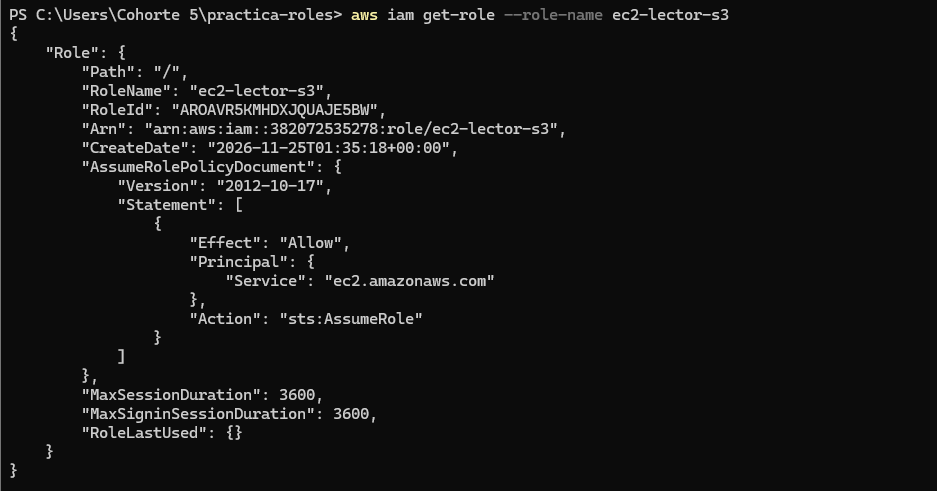 PS C:\Users\Cohorte 5\practica-roles> aws iam get-role --role-name ec2-lector-s3
{
    "Role": {
        "Path": "/",
        "RoleName": "ec2-lector-s3",
        "RoleId": "AROAVR5KMHDXJQUAJE5BW",
        "Arn": "arn:aws:iam::382072535278:role/ec2-lector-s3",
        "CreateDate": "2026-11-25T01:35:18+00:00",
        "AssumeRolePolicyDocument": {
            "Version": "2012-10-17",
            "Statement": [
                {
                    "Effect": "Allow",
                    "Principal": {
                        "Service": "ec2.amazonaws.com"
                    },
                    "Action": "sts:AssumeRole"
                }
            ]
        },
        "MaxSessionDuration": 3600,
        "MaxSigninSessionDuration": 3600,
        "RoleLastUsed": {}
    }
}